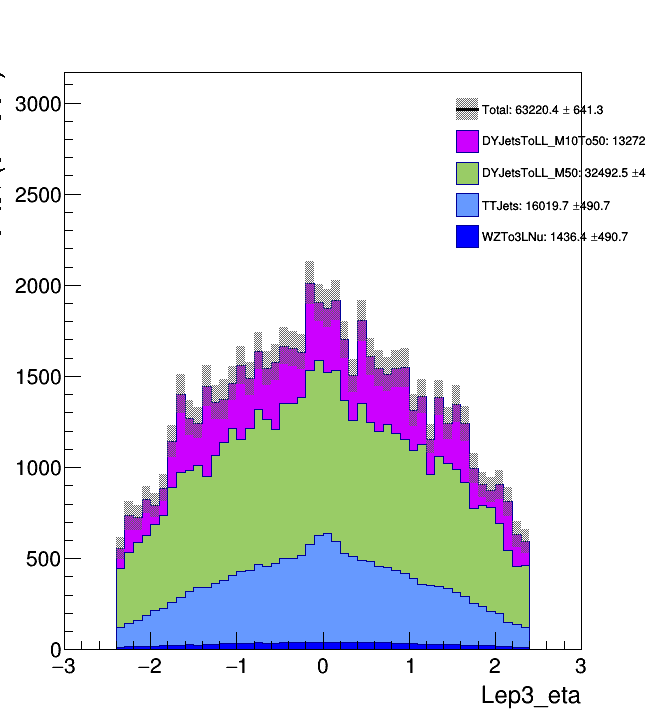 3000
2500
2000
1500
1000
500
0
−3
−2
−1
0
1
2
3
Lep3_eta
Total: 63220.4 ± 641.3
DYJetsToLL_M10To50: 13272
DYJetsToLL_M50: 32492.5 ±4
TTJets: 16019.7 ±490.7
WZTo3LNu: 1436.4 ±490.7